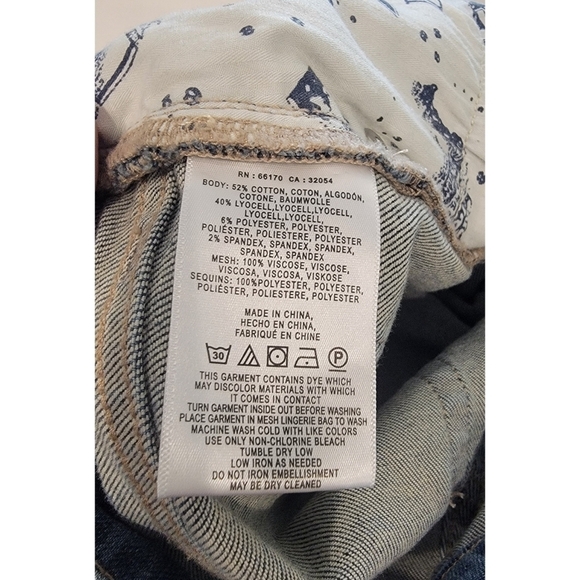 RN : 66170 CA : 32054
BODY: 52% COTTON, COTON, ALGODÓN,
COTONE, BAUMWOLLE
40% LYOCELL,LYOCELL,LYOCELL,
LYOCELL,LYOCELL,
6% POLYESTER, POLYESTER,
POLIÉSTER, POLIESTERE, POLYESTER
2% SPANDEX, SPANDEX, SPANDEX,
SPANDEX, SPANDEX
MESH: 100% VISCOSE, VISCOSE,
VISCOSA, VISCOSA, VISKOSE
SEQUINS: 100%POLYESTER, POLYESTER,
POLIÉSTER, POLIESTERE, POLYESTER
MADE IN CHINA,
HECHO EN CHINA,
FABRIQUÉ EN CHINE
30 P
THIS GARMENT CONTAINS DYE WHICH
MAY DISCOLOR MATERIALS WITH WHICH
IT COMES IN CONTACT
TURN GARMENT INSIDE OUT BEFORE WASHING
PLACE GARMENT IN MESH LINGERIE BAG TO WASH
MACHINE WASH COLD WITH LIKE COLORS
USE ONLY NON-CHLORINE BLEACH
TUMBLE DRY LOW
LOW IRON AS NEEDED
DO NOT IRON EMBELLISHMENT
MAY BE DRY CLEANED